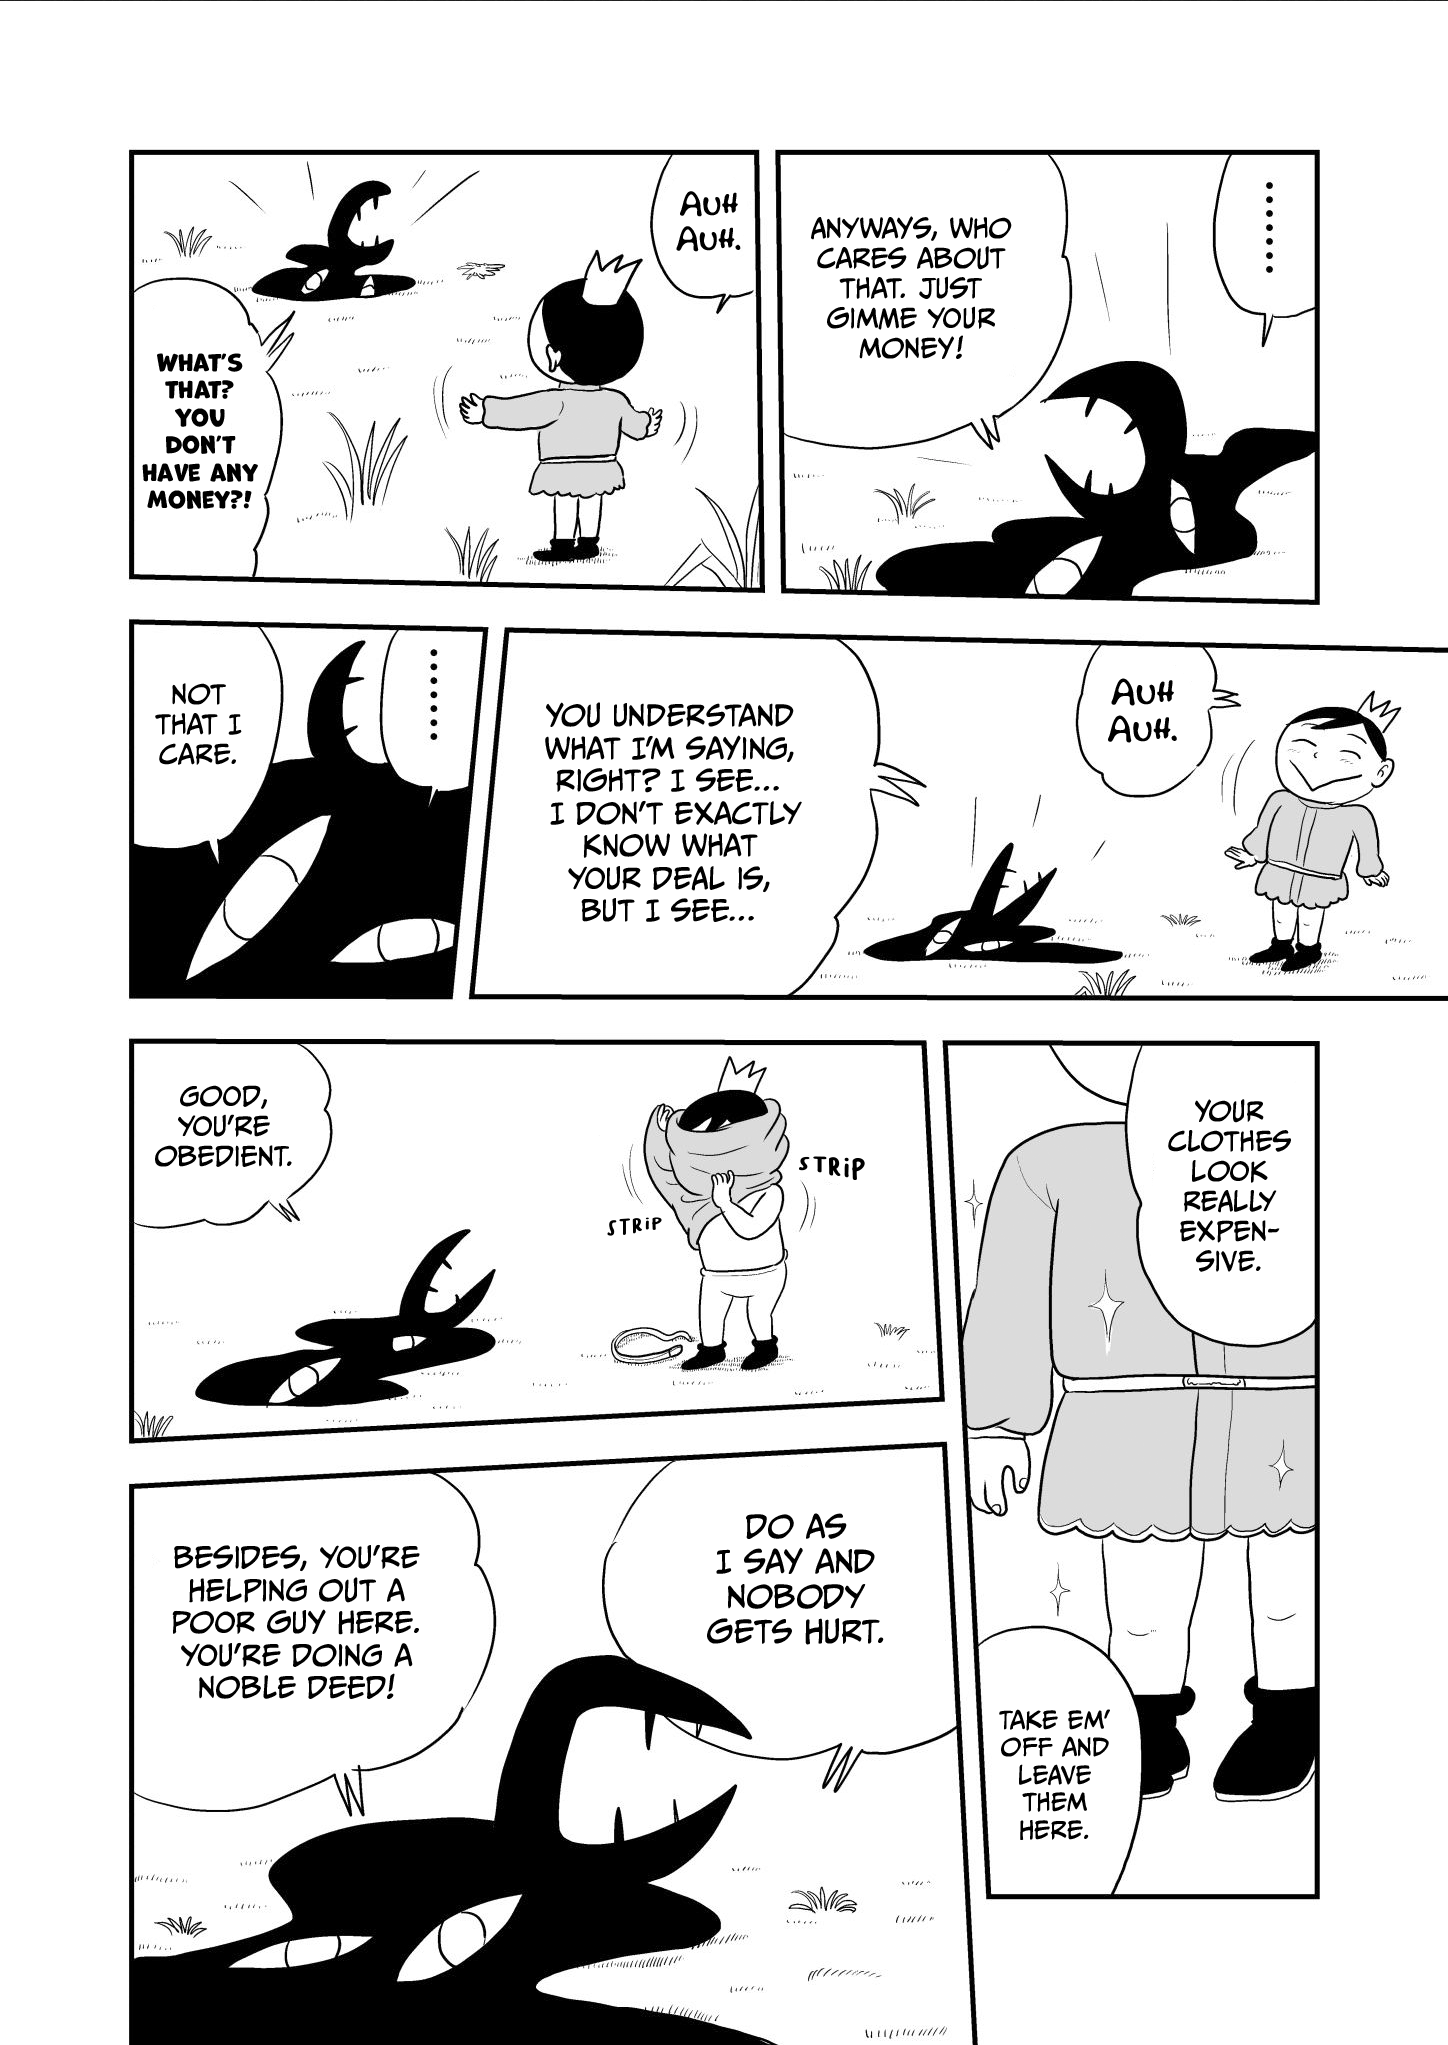 ......
ANYWAYS, WHO
CARES ABOUT
THAT. JUST
GIMME YOUR
MONEY!
AUH
AUH.
WHAT'S
THAT?
YOU
DON'T
HAVE ANY
MONEY?!
AUH
AUH.
YOU UNDERSTAND
WHAT I'M SAYING,
RIGHT? I SEE...
I DON'T EXACTLY
KNOW WHAT
YOUR DEAL IS,
BUT I SEE...
......
NOT
THAT I
CARE.
YOUR
CLOTHES
LOOK
REALLY
EXPEN-
SIVE.
TAKE EM'
OFF AND
LEAVE
THEM
HERE.
STRIP
STRIP
GOOD,
YOU'RE
OBEDIENT.
DO AS
I SAY AND
NOBODY
GETS HURT.
BESIDES, YOU'RE
HELPING OUT A
POOR GUY HERE.
YOU'RE DOING A
NOBLE DEED!